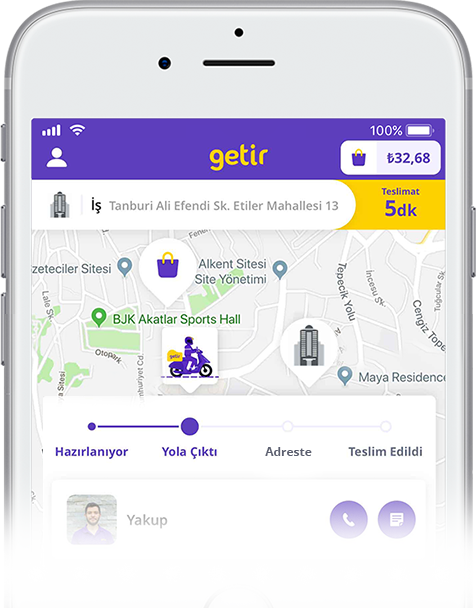 100%
getir
₺32,68
İş Tanburi Ali Efendi Sk. Etiler Mahallesi 13
Teslimat
5dk
zeteciler Sitesi
Alkent Sitesi
Site Yönetimi
Lale Sk.
Tepecik Yolu
İncesu Sk.
Tuğcular Sk.
Cengiz Topel
BJK Akatlar Sports Hall
Otopark
getir
Maya Residence
Hazırlanıyor
Yola Çıktı
Adreste
Teslim Edildi
Yakup